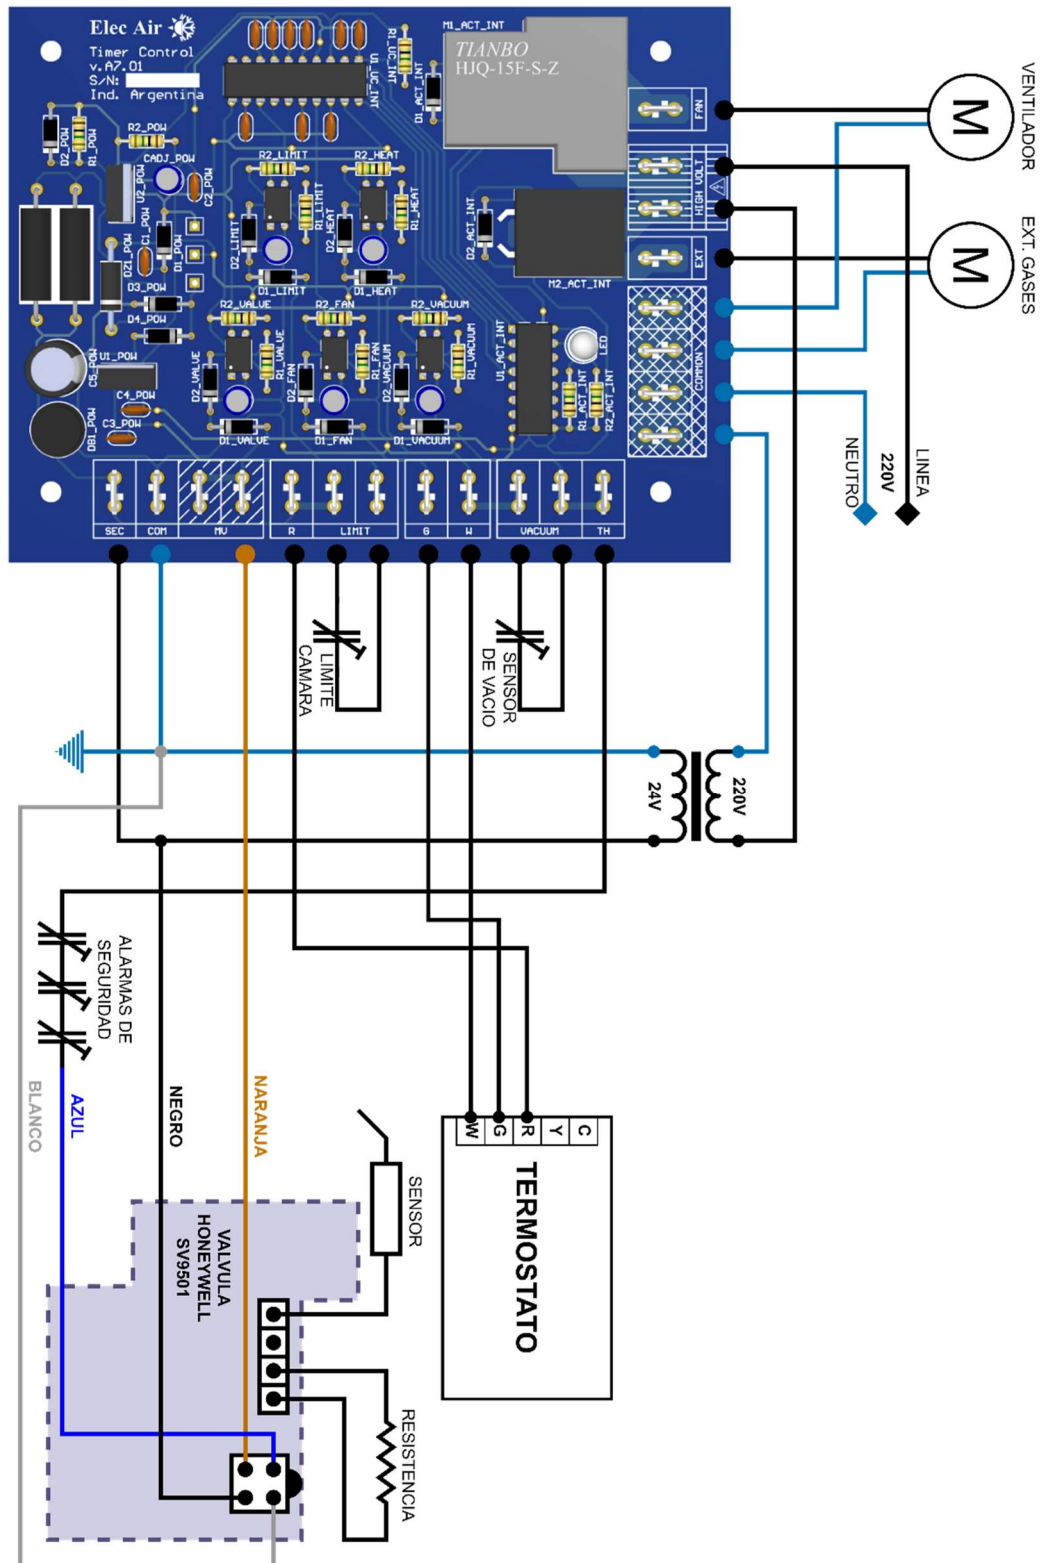 Elec Air
Timer Control
v.A7.01
S/N:
Ind. Argentina
M1_ACT_INT
TIANBO
HJQ-15F-S-Z
R1_UC_INT
D1_ACT_INT
U1_UC_INT
FAN
HIGH VOLT
EXT
COMMON
VENTILADOR
M
EXT. GASES
M
D2_POW
R1_POW
R2_POW
CADJ_POW
U2_POW
C2_POW
R2_LIMIT
R2_HEAT
R1_LIMIT
R1_HEAT
D2_LIMIT
D2_HEAT
D1_LIMIT
D1_HEAT
D2_ACT_INT
M2_ACT_INT
C1_POW
D1_POW
DZ1_POW
D3_POW
D4_POW
U1_POW
C5_POW
C4_POW
C3_POW
DB1_POW
R2_VALVE
R2_FAN
R2_VACUUM
R1_VALVE
R1_FAN
R1_VACUUM
D2_VALVE
D2_FAN
D2_VACUUM
D1_VALVE
D1_FAN
D1_VACUUM
U1_ACT_INT
LED
R1_ACT_INT
R2_ACT_INT
SEC
COM
MV
R
LIMIT
G
W
VACUUM
TH
NEUTRO
220V
LINEA
LIMITE
CAMARA
SENSOR
DE VACIO
24V
220V
ALARMAS DE
SEGURIDAD
BLANCO
AZUL
NEGRO
NARANJA
W
G
R
Y
C
TERMOSTATO
SENSOR
VALVULA
HONEYWELL
SV9501
RESISTENCIA